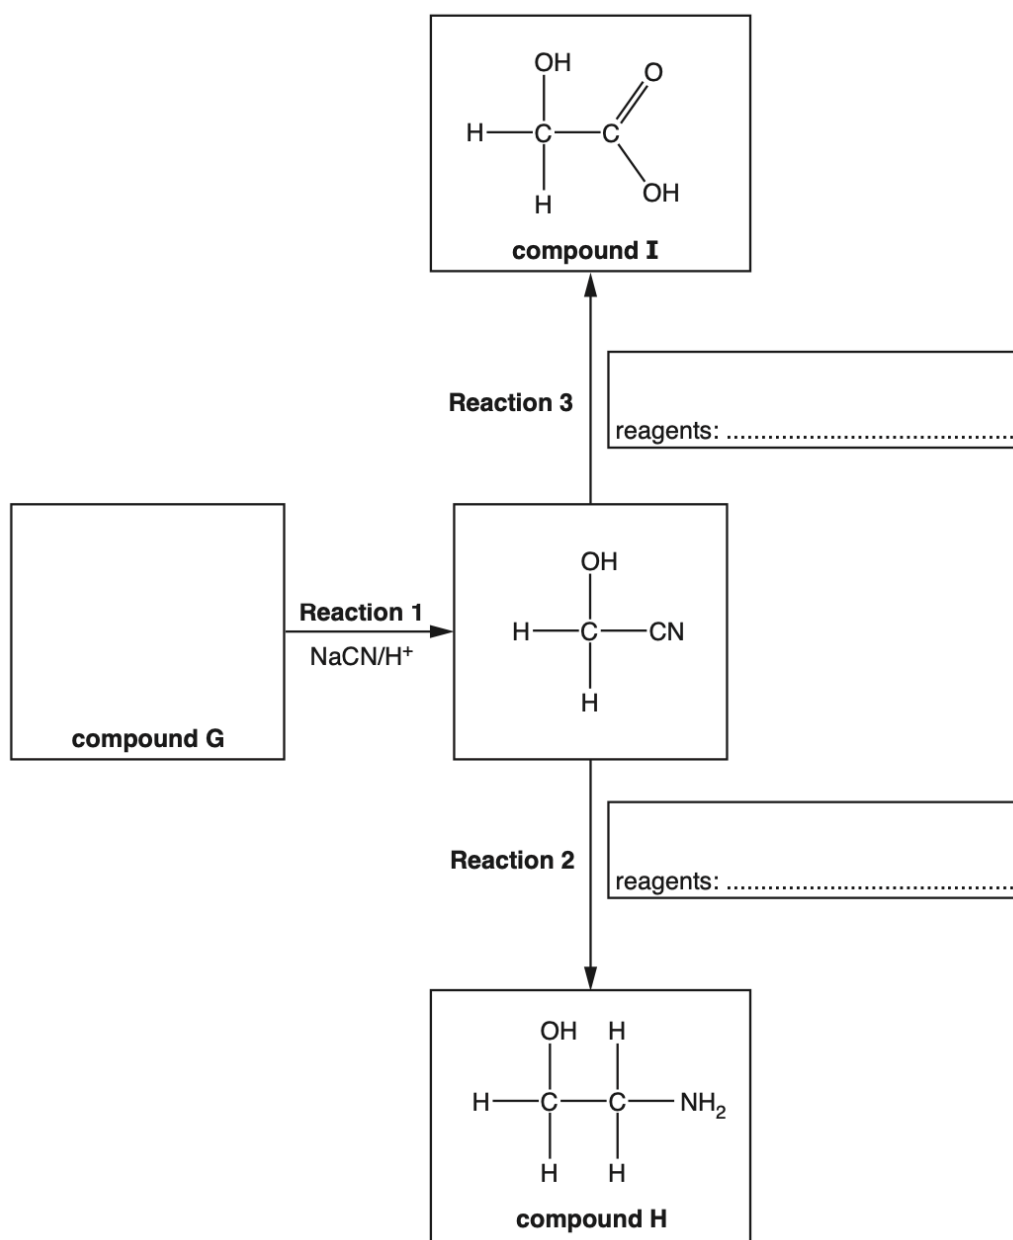 OH
O
H C C
H
OH
compound I
Reaction 3
reagents: ..........................................
OH
Reaction 1
H C CN
NaCN/H⁺
H
compound G
Reaction 2
reagents: ..........................................
OH H
H C C NH₂
H H
compound H